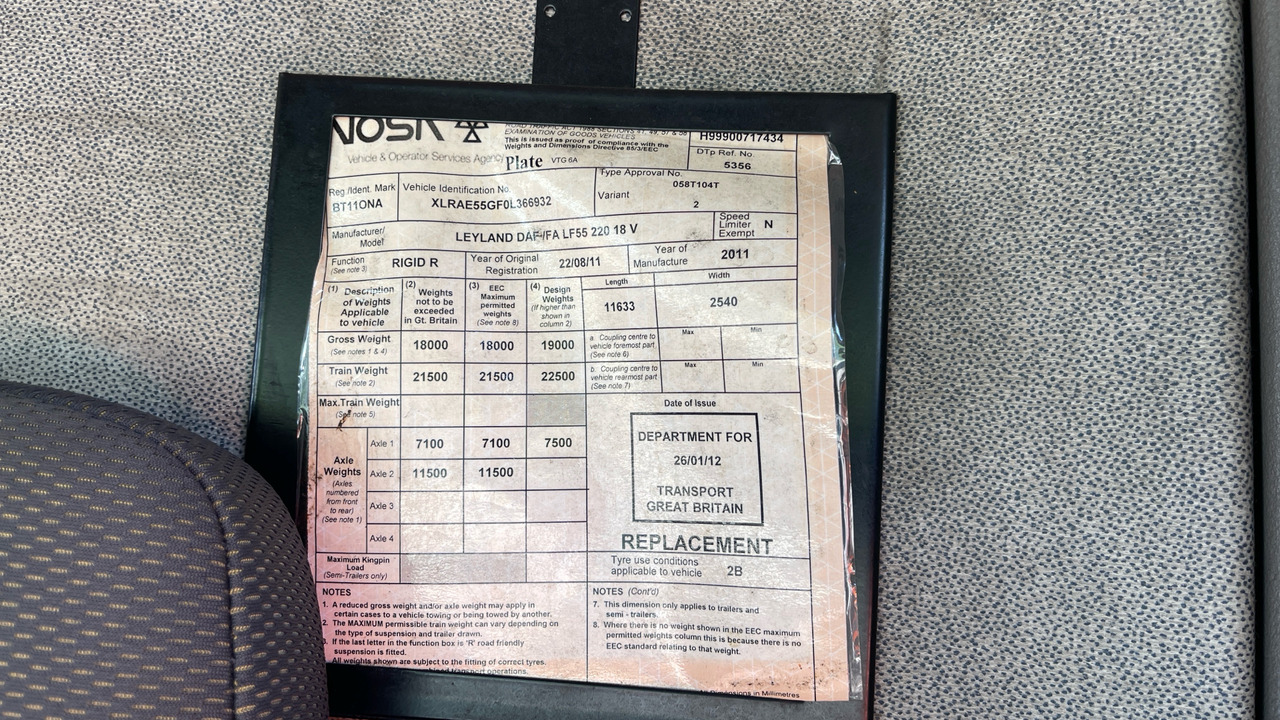 VOSA
ROAD TRAFFIC ACT 1988 SECTIONS
EXAMINATION OF GOODS VEHICLES
This is issued as proof of compliance with the
Weights and Dimensions Directive 85/3/EEC
H99900717434
Vehicle & Operator Services Agency
Plate VTG 6A
DTp Ref. No.
5356
Reg./Ident. Mark
BT11ONA
Vehicle Identification No.
XLRAE55GF0L366932
Type Approval No.
058T104T
Variant
2
Manufacturer/
Model
LEYLAND DAF-/FA LF55 220 18 V
Speed
Limiter
Exempt
N
Function
(See note 3)
RIGID R
Year of Original
Registration
22/08/11
Year of
Manufacture
2011
(1) Description
of Weights
Applicable
to vehicle
(2) Weights
not to be
exceeded
in Gt. Britain
(3) EEC
Maximum
permitted
weights
(See note 8)
(4) Design
Weights
(If higher than
shown in
column 2)
Length
11633
Width
2540
Gross Weight
(See notes 1 & 4)
18000 18000 19000
a. Coupling centre to
vehicle foremost part
(See note 6)
Max Min
Train Weight
(See note 2)
21500 21500 22500
b. Coupling centre to
vehicle rearmost part
(See note 7)
Max Min
Max.Train Weight
(See note 5)
Axle
Weights
(Axles
numbered
from front
to rear)
(See note 1)
Axle 1 7100 7100 7500
Axle 2 11500 11500
Axle 3
Axle 4
Maximum Kingpin
Load
(Semi-Trailers only)
Date of Issue
DEPARTMENT FOR
26/01/12
TRANSPORT
GREAT BRITAIN
REPLACEMENT
Tyre use conditions
applicable to vehicle 2B
NOTES
1. A reduced gross weight and/or axle weight may apply in
certain cases to a vehicle towing or being towed by another.
2. The MAXIMUM permissible train weight can vary depending on
the type of suspension and trailer drawn.
3. If the last letter in the function box is 'R' road friendly
suspension is fitted.
All weights shown are subject to the fitting of correct tyres.
transport operations.
NOTES (Cont'd)
7. This dimension only applies to trailers and
semi - trailers.
8. Where there is no weight shown in the EEC maximum
permitted weights column this is because there is no
EEC standard relating to that weight.
Dimensions in Millimetres